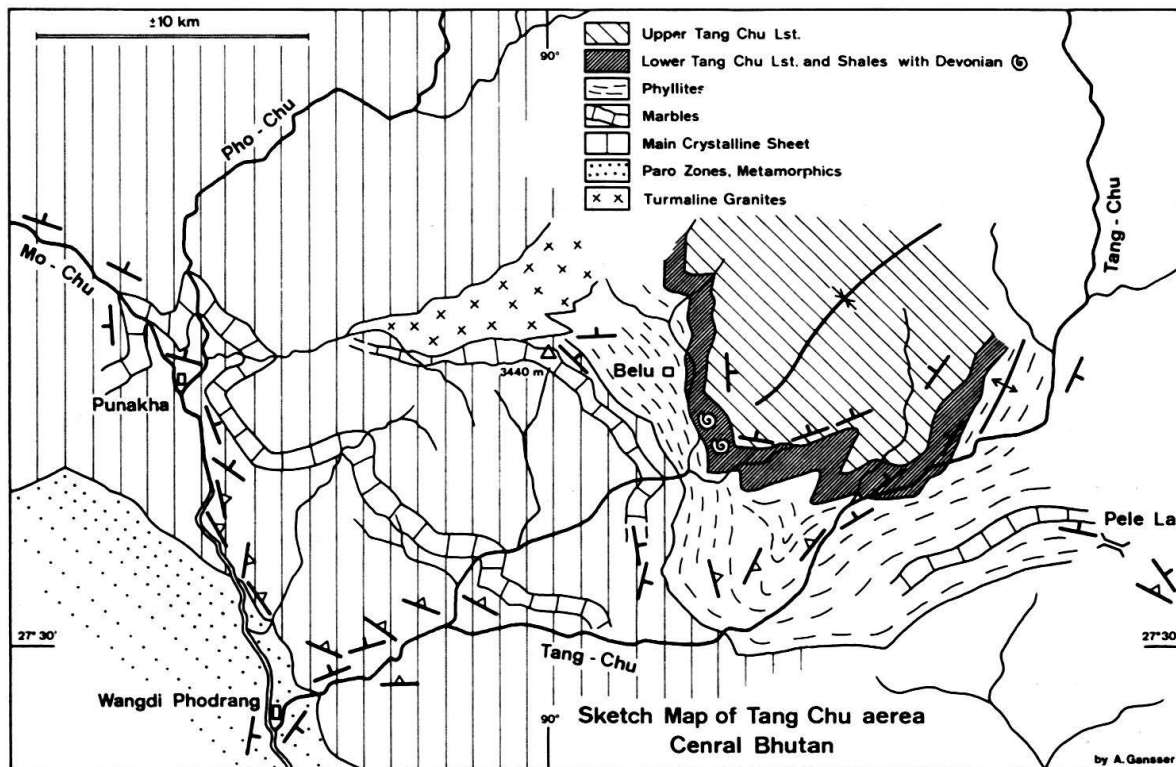 ±10 km
90°
Upper Tang Chu Lst.
Lower Tang Chu Lst. and Shales with Devonian
Phyllites
Marbles
Main Crystalline Sheet
Paro Zones, Metamorphics
Turmaline Granites
Pho - Chu
Mo - Chu
Tang - Chu
Punakha
3440 m
Belu
Pele La
27° 30'
27° 30'
Tang - Chu
Wangdi Phodrang
90°
Sketch Map of Tang Chu aerea
Cenral Bhutan
by A. Gansser